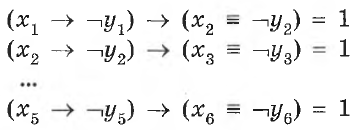 (x₁ → ¬y₁) → (x₂ ≡ ¬y₂) = 1
(x₂ → ¬y₂) → (x₃ ≡ ¬y₃) = 1
...
(x₅ → ¬y₅) → (x₆ ≡ ¬y₆) = 1